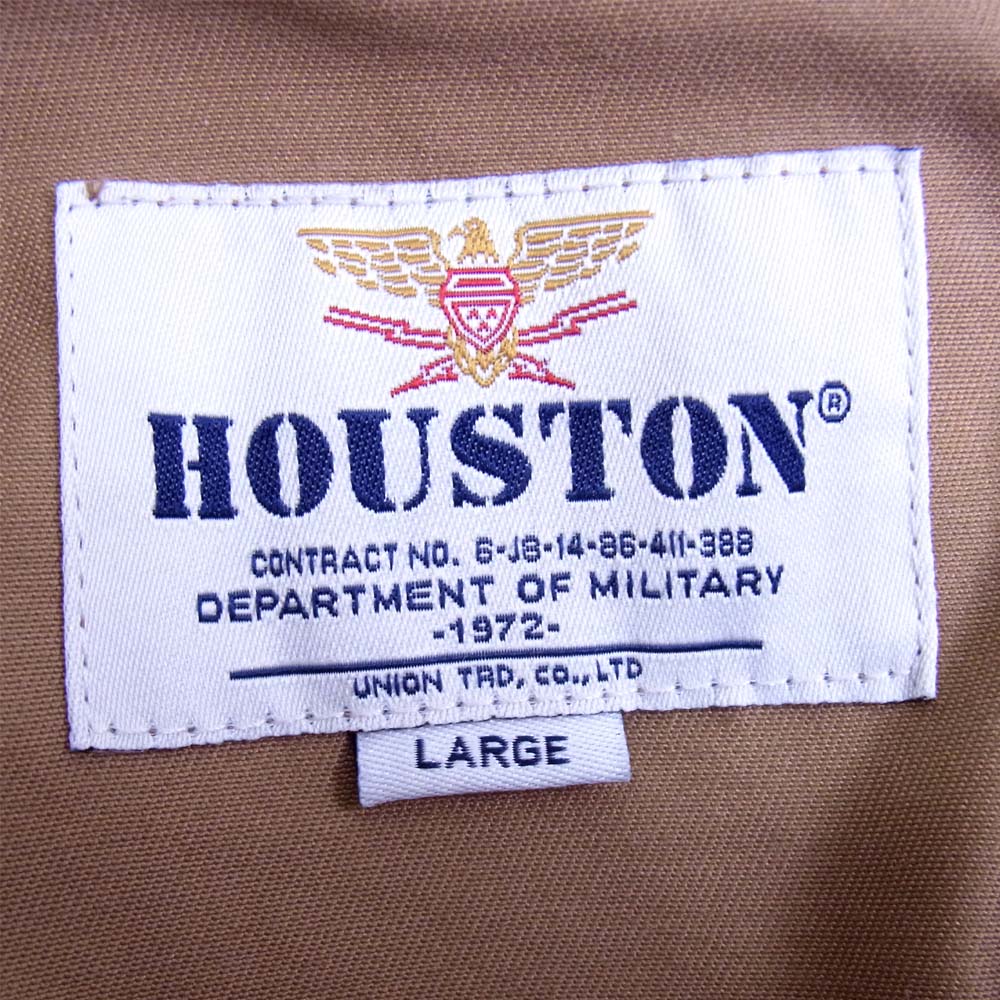 HOUSTON®
CONTRACT NO. 6-JB-14-86-411-388
DEPARTMENT OF MILITARY
-1972-
UNION TRD, CO., LTD
LARGE